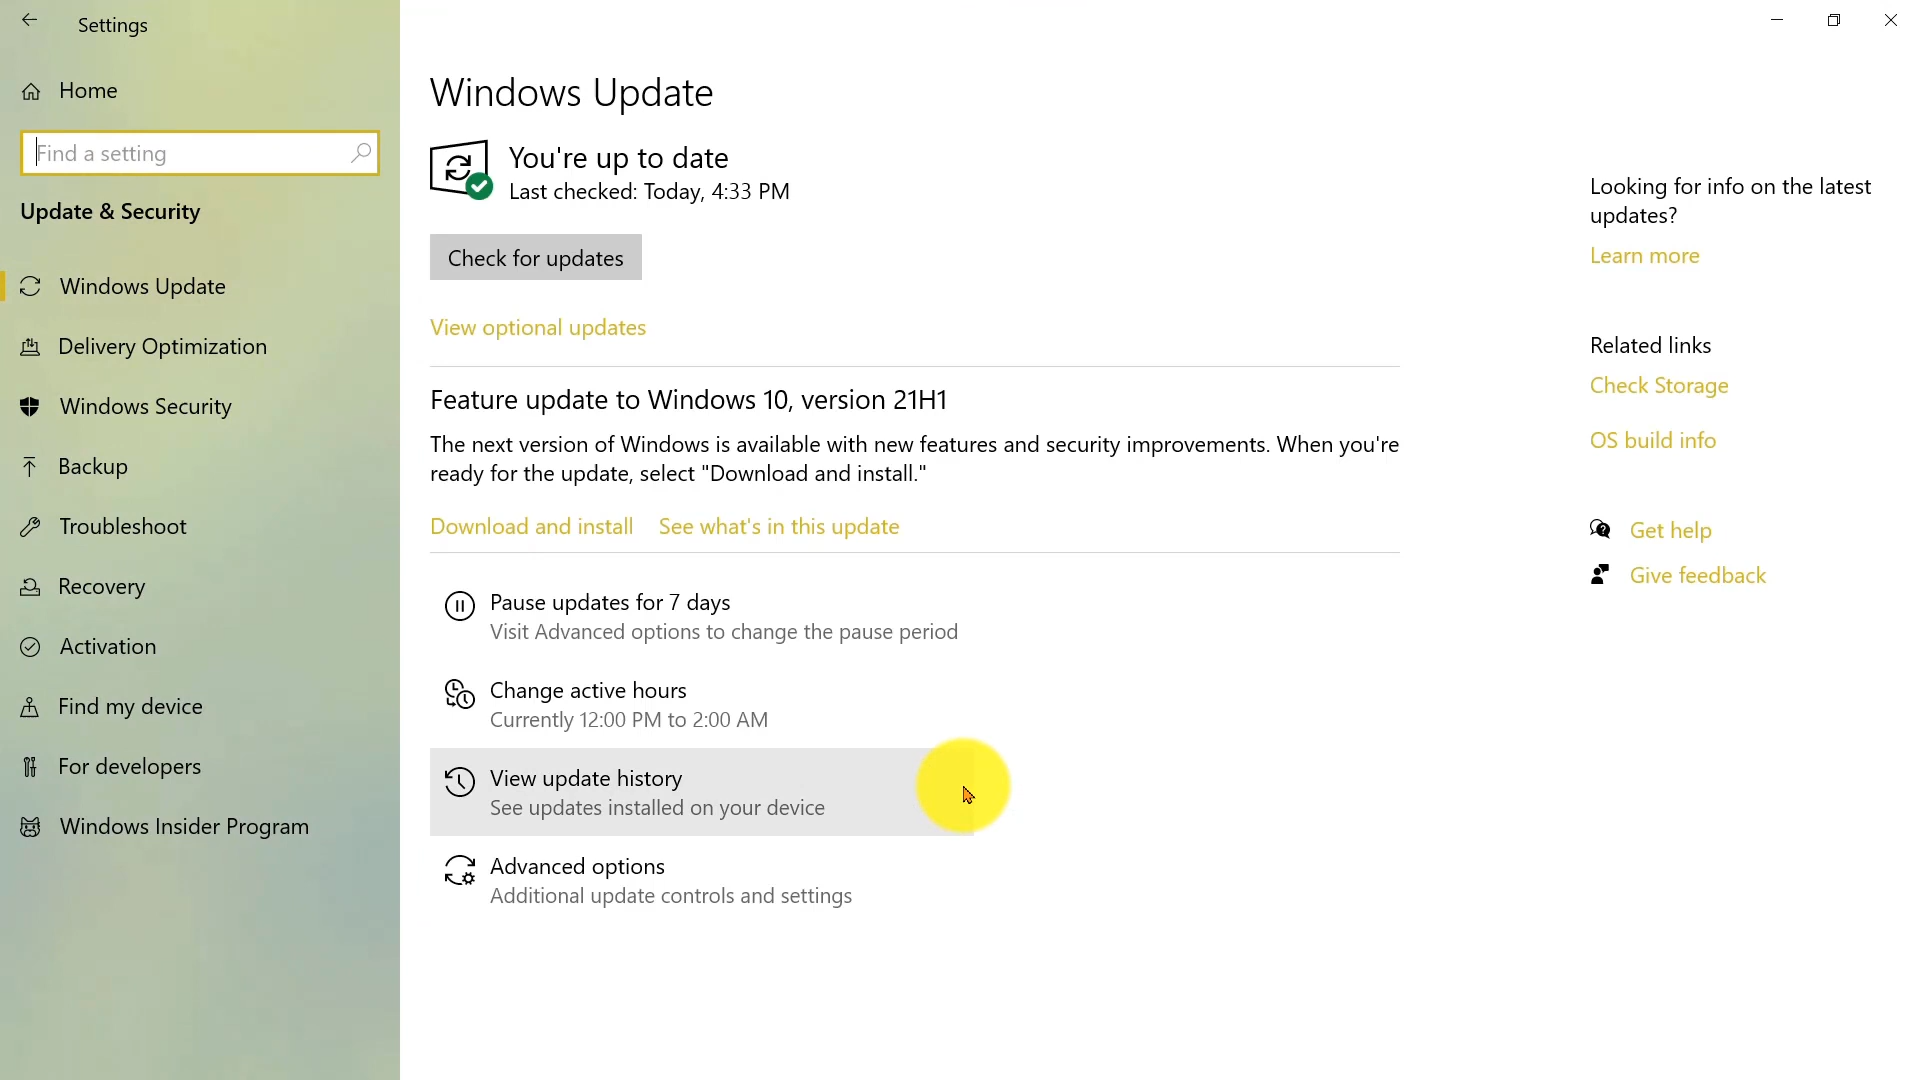 Settings
Home
Find a setting
Update & Security
Windows Update
Delivery Optimization
Windows Security
Backup
Troubleshoot
Recovery
Activation
Find my device
For developers
Windows Insider Program
Windows Update
You're up to date
Last checked: Today, 4:33 PM
Check for updates
View optional updates
Feature update to Windows 10, version 21H1
The next version of Windows is available with new features and security improvements. When you're
ready for the update, select "Download and install."
Download and install See what's in this update
Pause updates for 7 days
Visit Advanced options to change the pause period
Change active hours
Currently 12:00 PM to 2:00 AM
View update history
See updates installed on your device
Advanced options
Additional update controls and settings
Looking for info on the latest
updates?
Learn more
Related links
Check Storage
OS build info
Get help
Give feedback